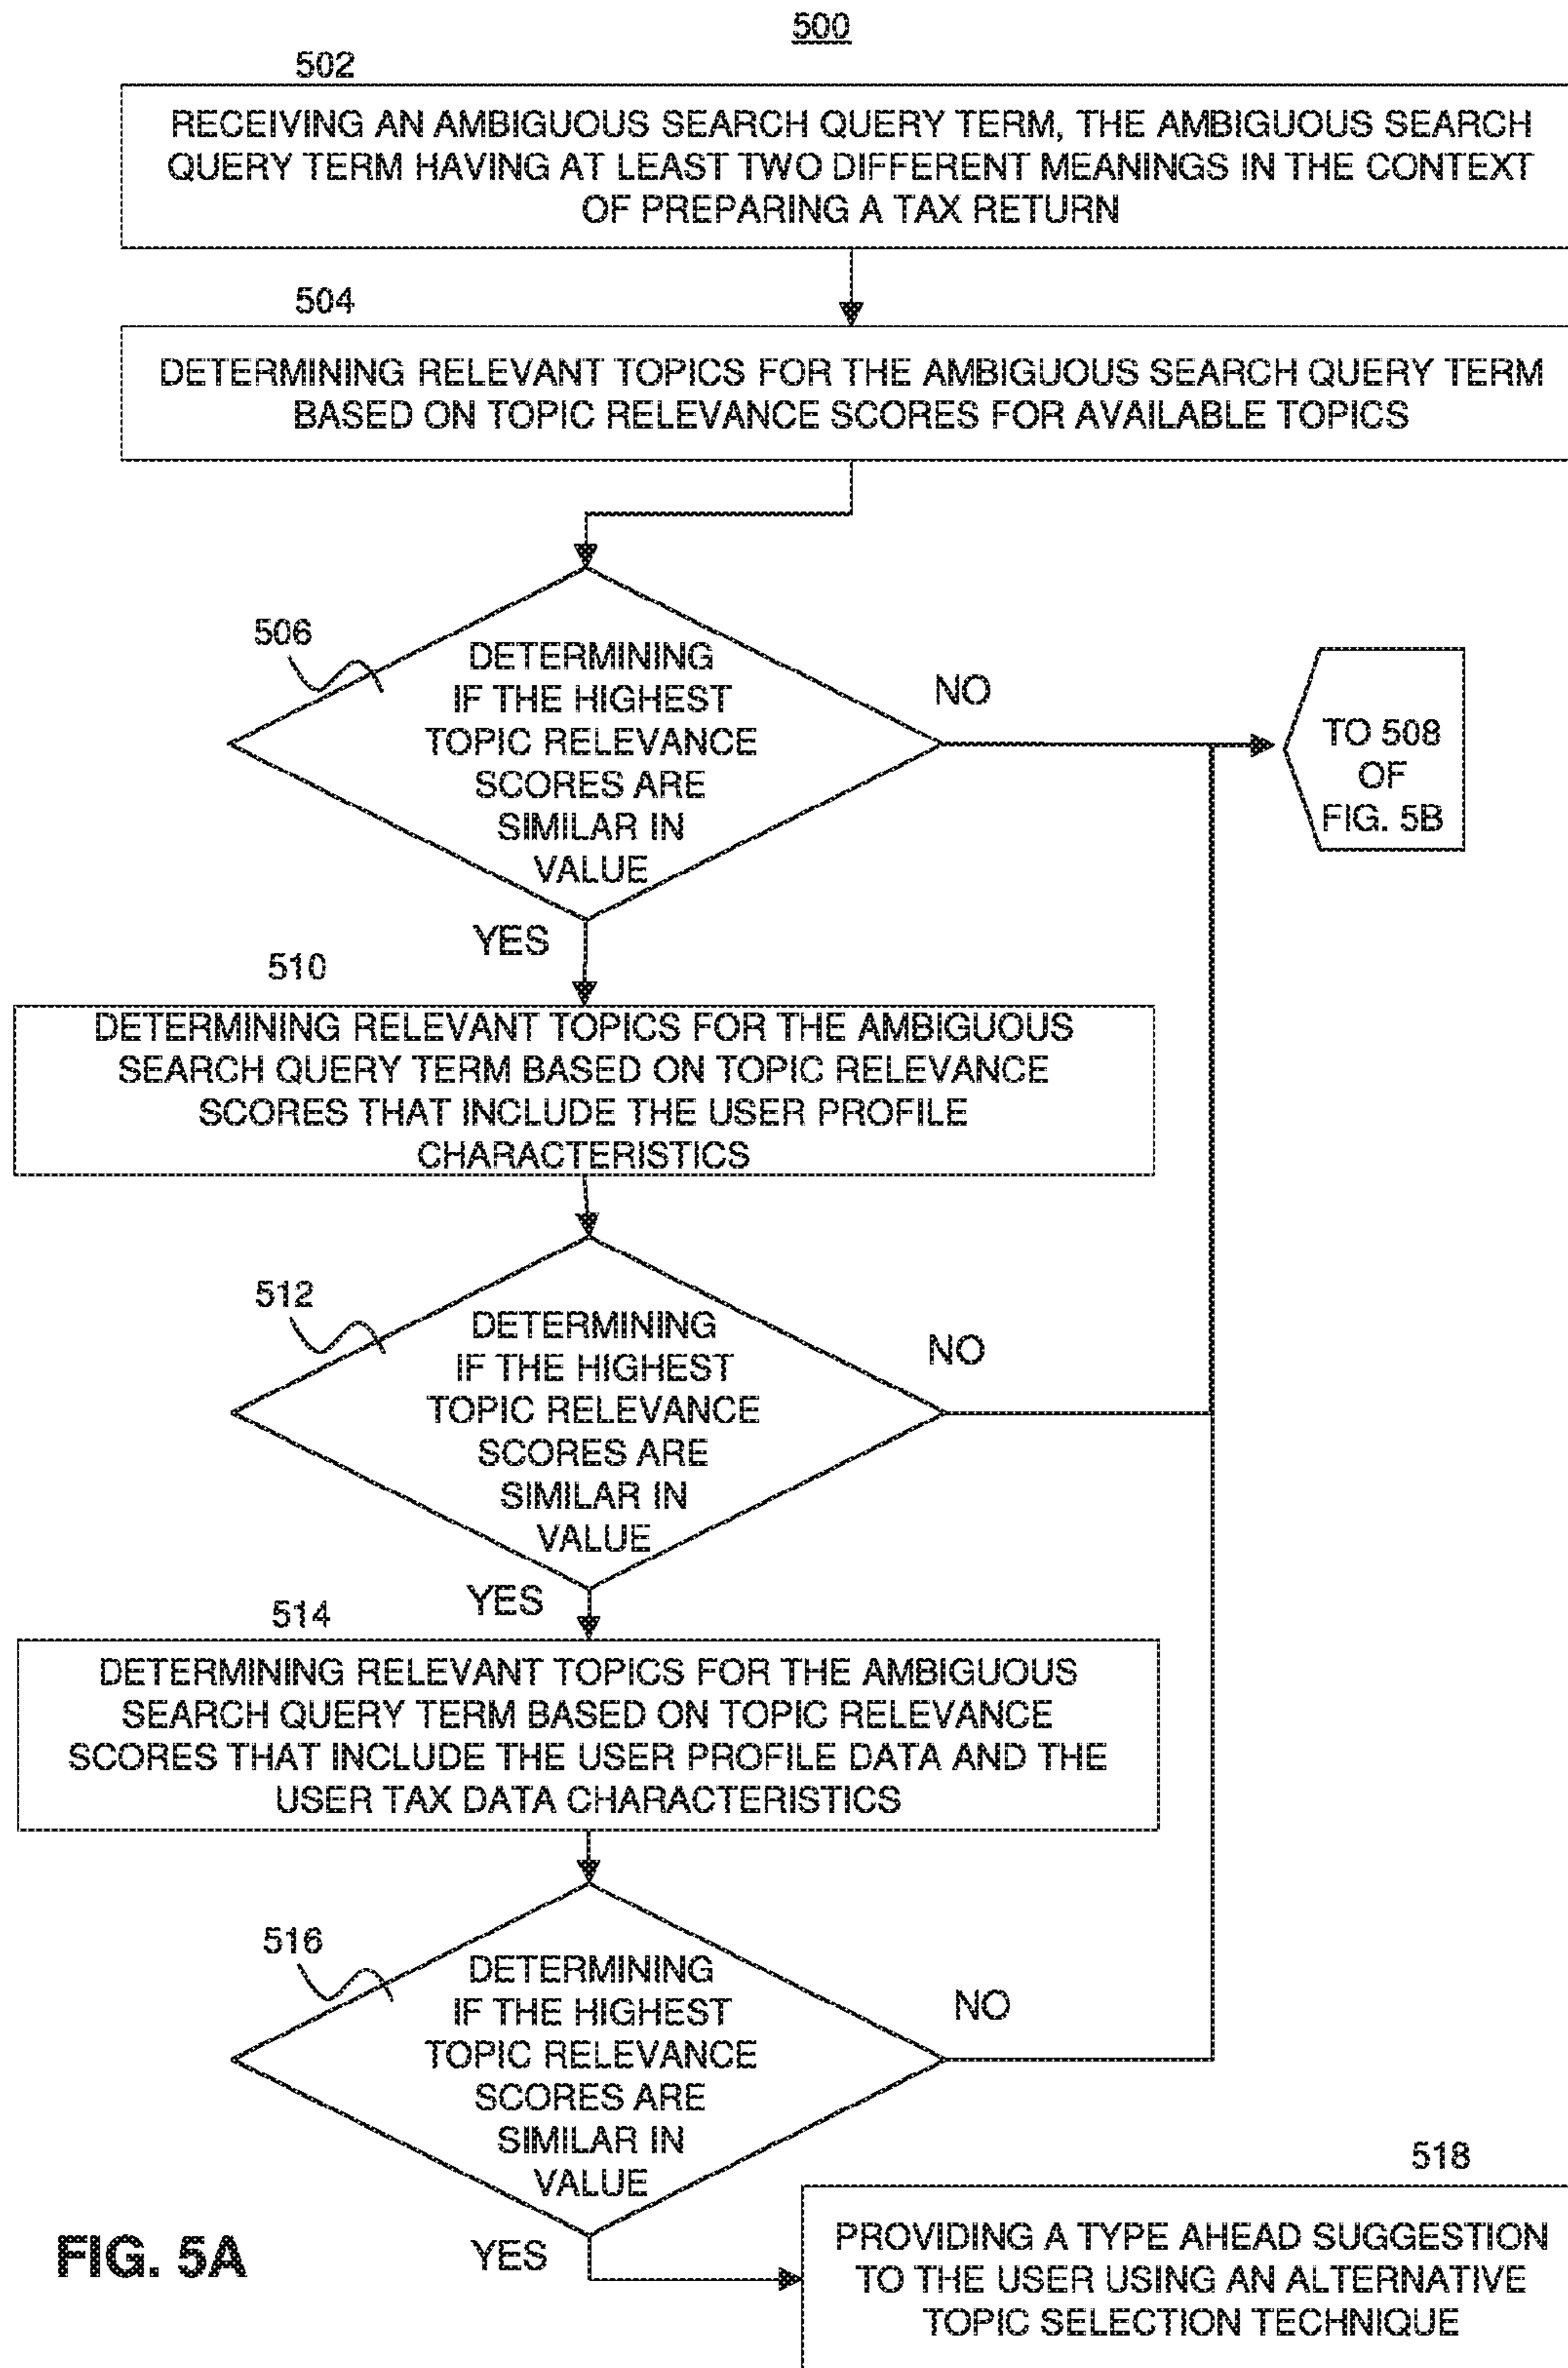 500
502
RECEIVING AN AMBIGUOUS SEARCH QUERY TERM, THE AMBIGUOUS SEARCH
QUERY TERM HAVING AT LEAST TWO DIFFERENT MEANINGS IN THE CONTEXT
OF PREPARING A TAX RETURN
504
DETERMINING RELEVANT TOPICS FOR THE AMBIGUOUS SEARCH QUERY TERM
BASED ON TOPIC RELEVANCE SCORES FOR AVAILABLE TOPICS
506
DETERMINING
IF THE HIGHEST
TOPIC RELEVANCE
SCORES ARE
SIMILAR IN
VALUE
NO
TO 508
OF
FIG. 5B
YES
510
DETERMINING RELEVANT TOPICS FOR THE AMBIGUOUS
SEARCH QUERY TERM BASED ON TOPIC RELEVANCE
SCORES THAT INCLUDE THE USER PROFILE
CHARACTERISTICS
512
DETERMINING
IF THE HIGHEST
TOPIC RELEVANCE
SCORES ARE
SIMILAR IN
VALUE
NO
YES
514
DETERMINING RELEVANT TOPICS FOR THE AMBIGUOUS
SEARCH QUERY TERM BASED ON TOPIC RELEVANCE
SCORES THAT INCLUDE THE USER PROFILE DATA AND THE
USER TAX DATA CHARACTERISTICS
516
DETERMINING
IF THE HIGHEST
TOPIC RELEVANCE
SCORES ARE
SIMILAR IN
VALUE
NO
YES
518
PROVIDING A TYPE AHEAD SUGGESTION
TO THE USER USING AN ALTERNATIVE
TOPIC SELECTION TECHNIQUE
FIG. 5A